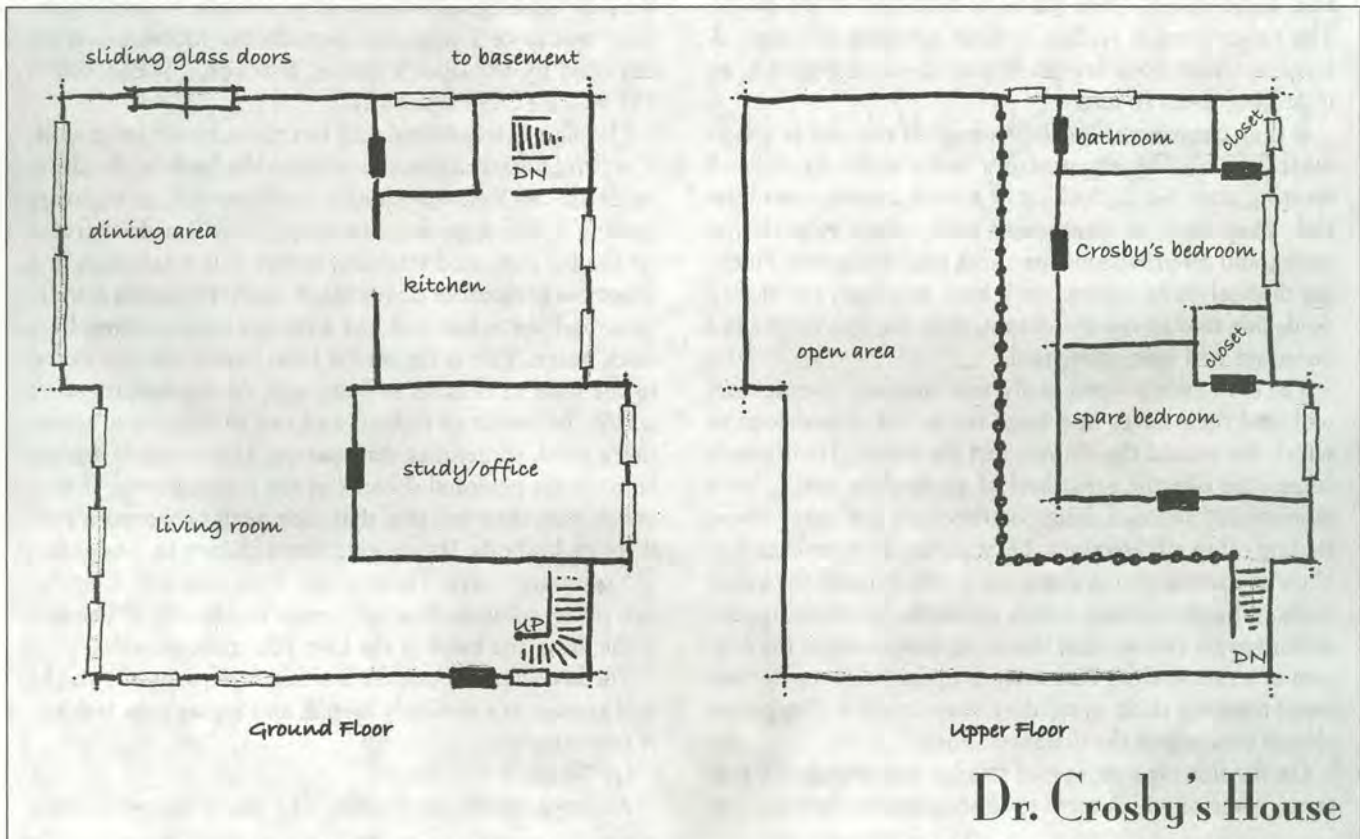 sliding glass doors
to basement
DN
dining area
kitchen
study/office
living room
UP
Ground Floor
bathroom
closet
Crosby's bedroom
closet
open area
spare bedroom
DN
Upper Floor
Dr. Crosby's House